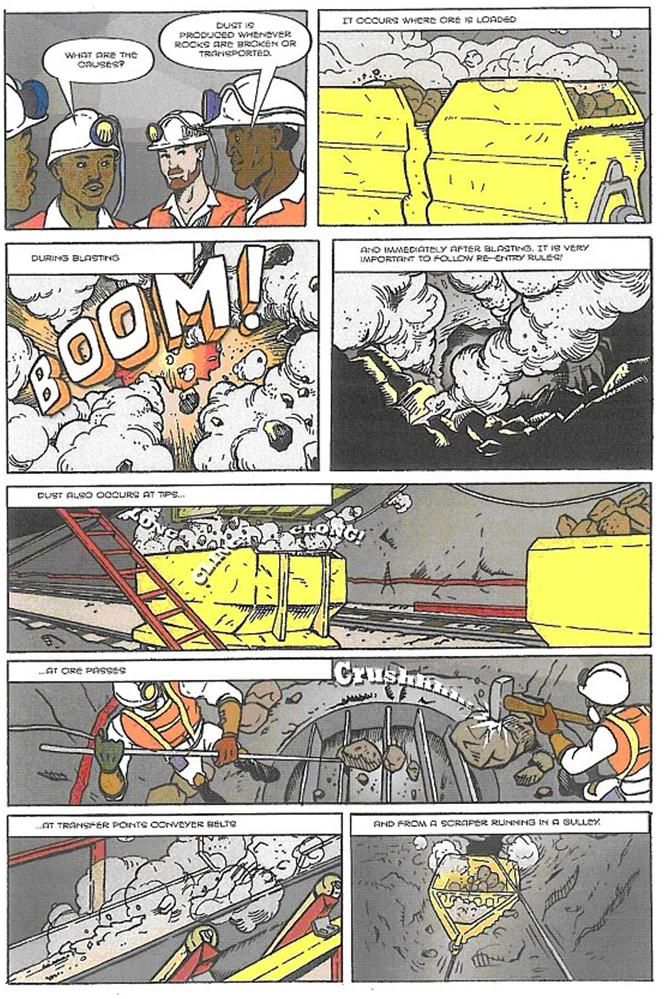 WHAT ARE THE
CAUSES?
DUST IS
PRODUCED WHENEVER
ROCKS ARE BROKEN OR
TRANSPORTED.
IT OCCURS WHERE ORE IS LOADED
DURING BLASTING
BOOM!
AND IMMEDIATELY AFTER BLASTING. IT IS VERY
IMPORTANT TO FOLLOW RE-ENTRY RULES!
DUST ALSO OCCURS AT TIPS...
CLONG!
...AT ORE PASSES
Crushhhh...
...AT TRANSFER POINTS CONVEYER BELTS
AND FROM A SCRAPER RUNNING IN A GULLEY.